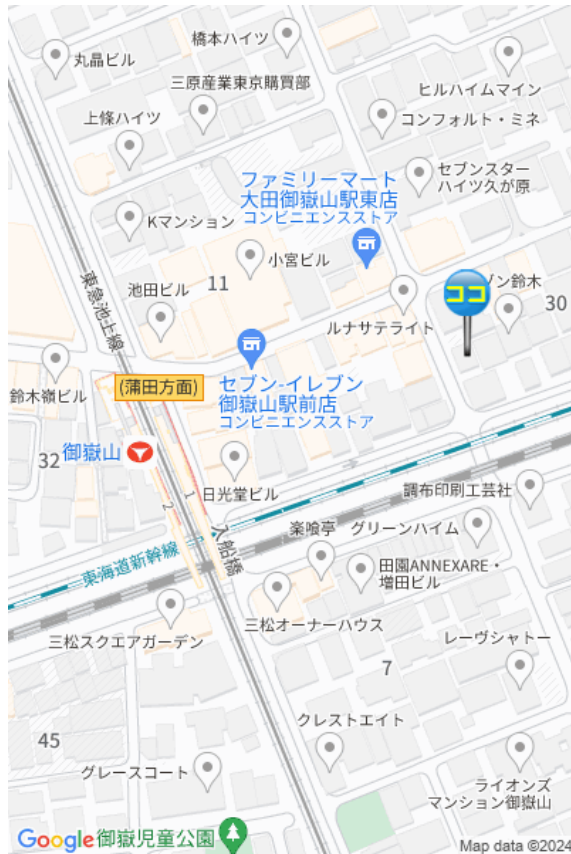 橋本ハイツ
丸晶ビル
三原産業東京購買部
ヒルハイムマイン
上條ハイツ
コンフォルト・ミネ
ファミリーマート
大田御嶽山駅東店
コンビニエンスストア
セブンスター
ハイツ久が原
Kマンション
小宮ビル
東急池上線
11
池田ビル
ココ
ブン鈴木
30
ルナサテライト
セブン-イレブン
御嶽山駅前店
コンビニエンスストア
鈴木嶺ビル
(蒲田方面)
御嶽山
32
1
2
日光堂ビル
調布印刷工芸社
入船橋
楽喰亭
グリーンハイム
東海道新幹線
田園ANNEXARE・
増田ビル
三松スクエアガーデン
三松オーナーハウス
レーヴシャトー
7
クレストエイト
45
グレースコート
ライオンズ
マンション御嶽山
Google
御嶽児童公園
Map data ©2024